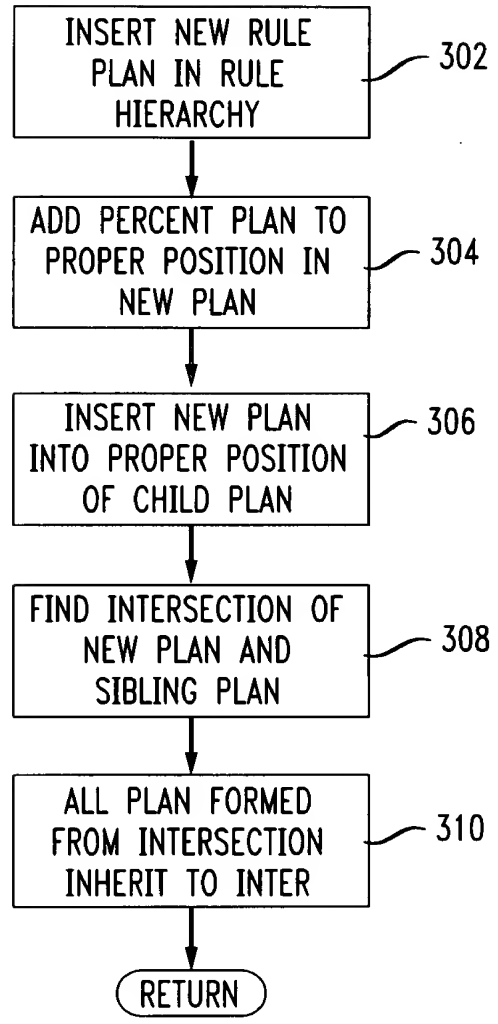 INSERT NEW RULE
PLAN IN RULE
HIERARCHY
302
ADD PERCENT PLAN TO
PROPER POSITION IN
NEW PLAN
304
INSERT NEW PLAN
INTO PROPER POSITION
OF CHILD PLAN
306
FIND INTERSECTION OF
NEW PLAN AND
SIBLING PLAN
308
ALL PLAN FORMED
FROM INTERSECTION
INHERIT TO INTER
310
RETURN